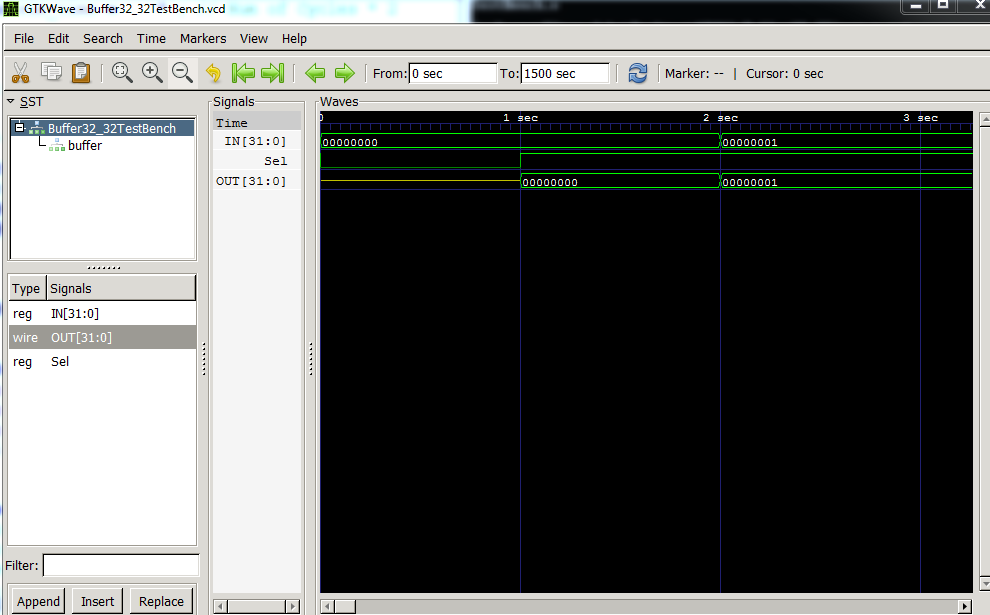 GTKWave - Buffer32_32TestBench.vcd
File Edit Search Time Markers View Help
From: 0 sec To: 1500 sec Marker: -- | Cursor: 0 sec
SST
Buffer32_32TestBench
buffer
Type Signals
reg IN[31:0]
wire OUT[31:0]
reg Sel
Filter:
Append Insert Replace
Signals
Time
IN[31:0]
Sel
OUT[31:0]
Waves
0 1 sec 2 sec 3 sec
00000000 00000001
00000000 00000001